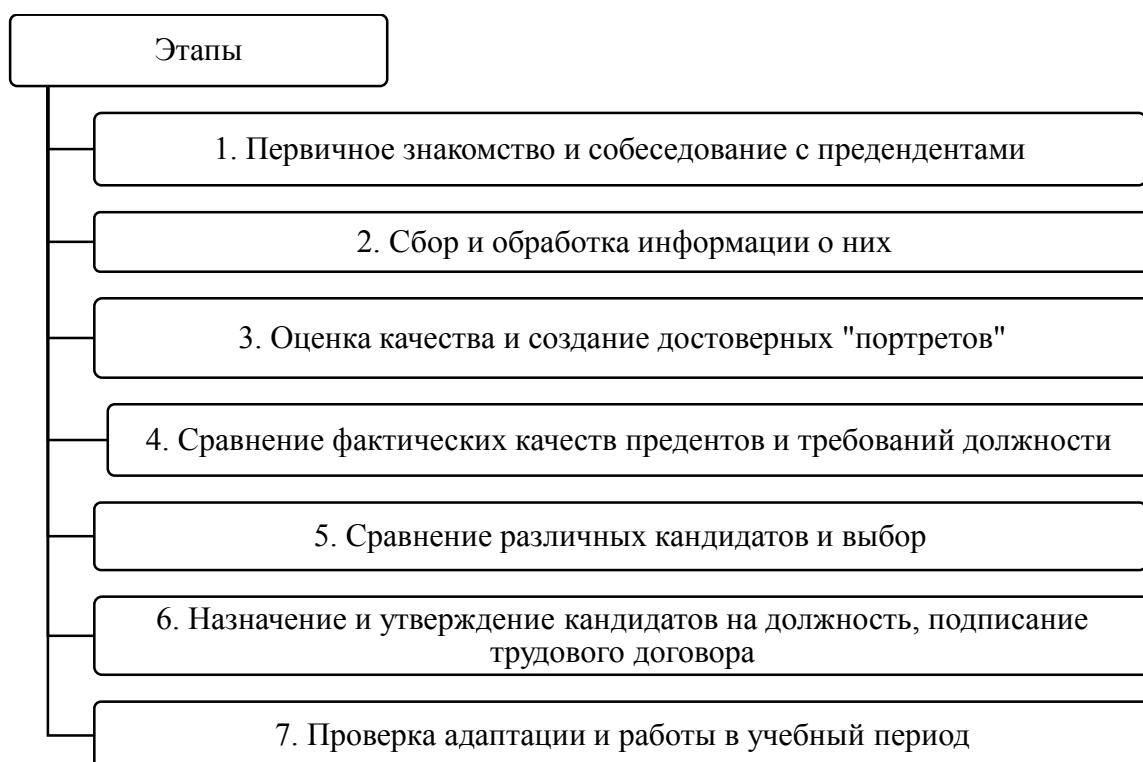 Этапы
1. Первичное знакомство и собеседование с предендентами
2. Сбор и обработка информации о них
3. Оценка качества и создание достоверных "портретов"
4. Сравнение фактических качеств предентов и требований должности
5. Сравнение различных кандидатов и выбор
6. Назначение и утверждение кандидатов на должность, подписание
трудового договора
7. Проверка адаптации и работы в учебный период